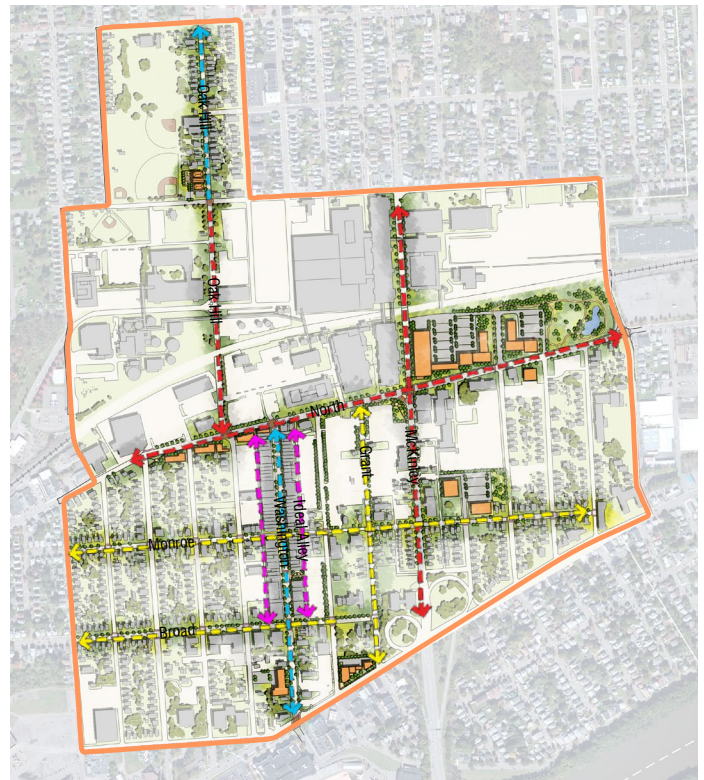 Oak Hill
Oak Hill
North
McKinley
Grant
Washington
Ideal Alley
Monroe
Broad